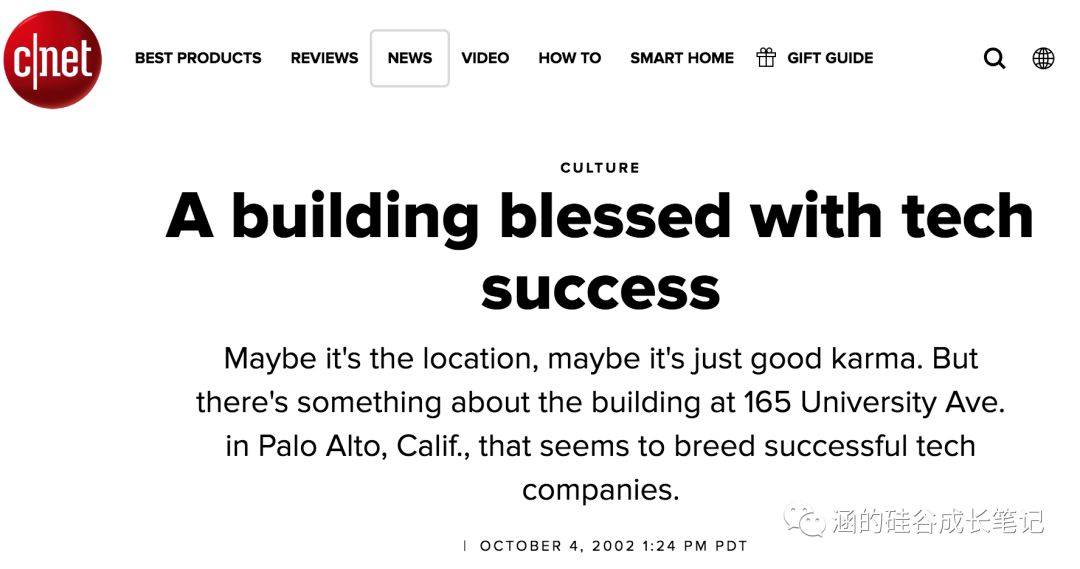 c|net
BEST PRODUCTS REVIEWS NEWS VIDEO HOW TO SMART HOME GIFT GUIDE
CULTURE
A building blessed with tech
success
Maybe it's the location, maybe it's just good karma. But
there's something about the building at 165 University Ave.
in Palo Alto, Calif., that seems to breed successful tech
companies.
OCTOBER 4, 2002 1:24 PM PDT
涵的硅谷成长笔记